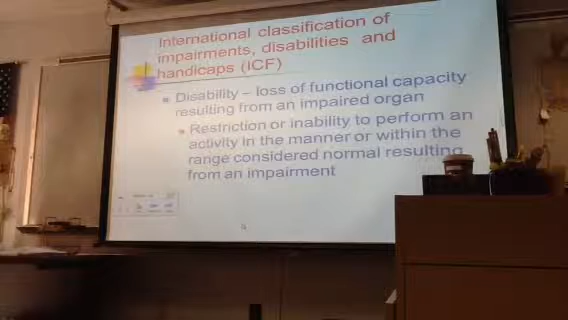 International classification of
impairments, disabilities and
handicaps (ICF)
Disability – loss of functional capacity
resulting from an impaired organ
Restriction or inability to perform an
activity in the manner or within the
range considered normal resulting
from an impairment